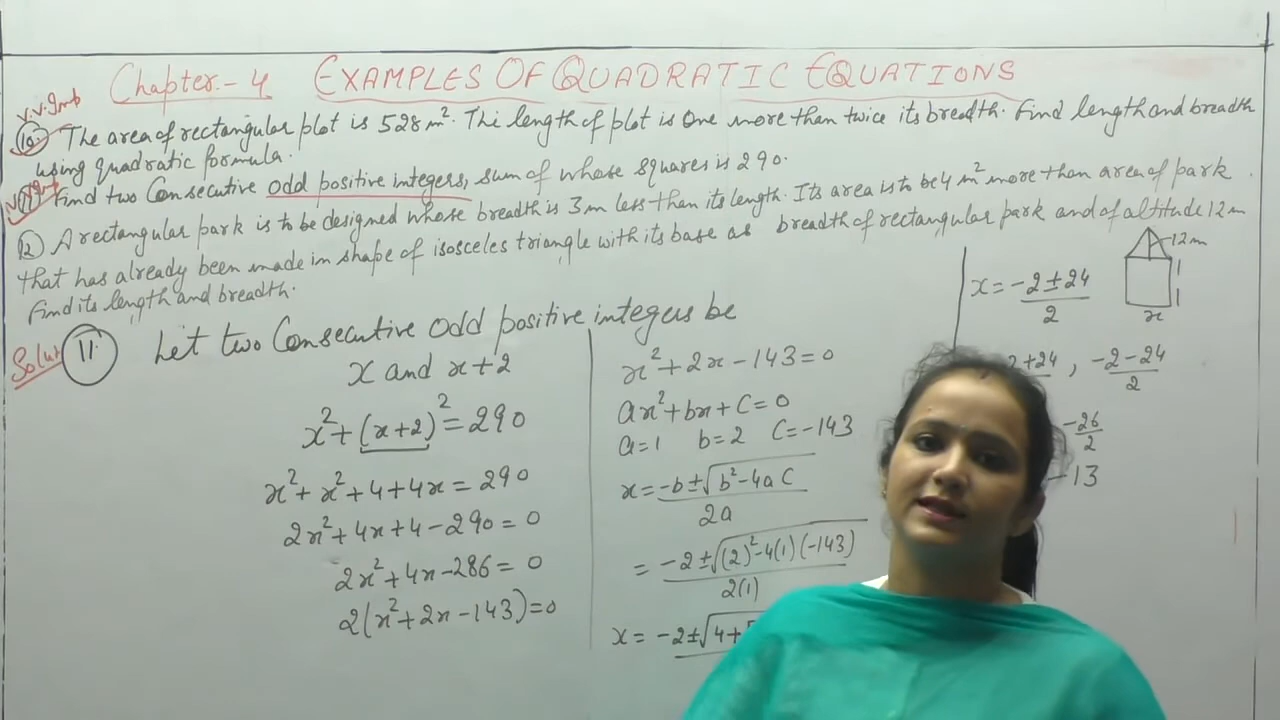 Chapter-4 EXAMPLES OF QUADRATIC EQUATIONS
V.V.Imp
10. The area of rectangular plot is 528 m². The length of plot is one more than twice its breadth. Find length and breadth
using quadratic formula.
11. Find two Consecutive odd positive integers, sum of whose squares is 290.
12. A rectangular park is to be designed whose breadth is 3m less than its length. Its area is to be 4 m² more than area of park
that has already been made in shape of isosceles triangle with its base as breadth of rectangular park and of altitude 12m
Find its length and breadth.
12m
x
Solu
11. Let two Consecutive odd positive integers be
x and x+2
x²+(x+2)²=290
x²+x²+4+4x=290
2x²+4x+4-290=0
2x²+4x-286=0
2(x²+2x-143)=0
x²+2x-143=0
ax²+bx+c=0
a=1 b=2 C=-143
x=-b±√b²-4aC
2a
=-2±√(2)²-4(1)(-143)
2(1)
x=-2±√4+
x=-2±24
2
2+24 , -2-24
2
-26
2
-13